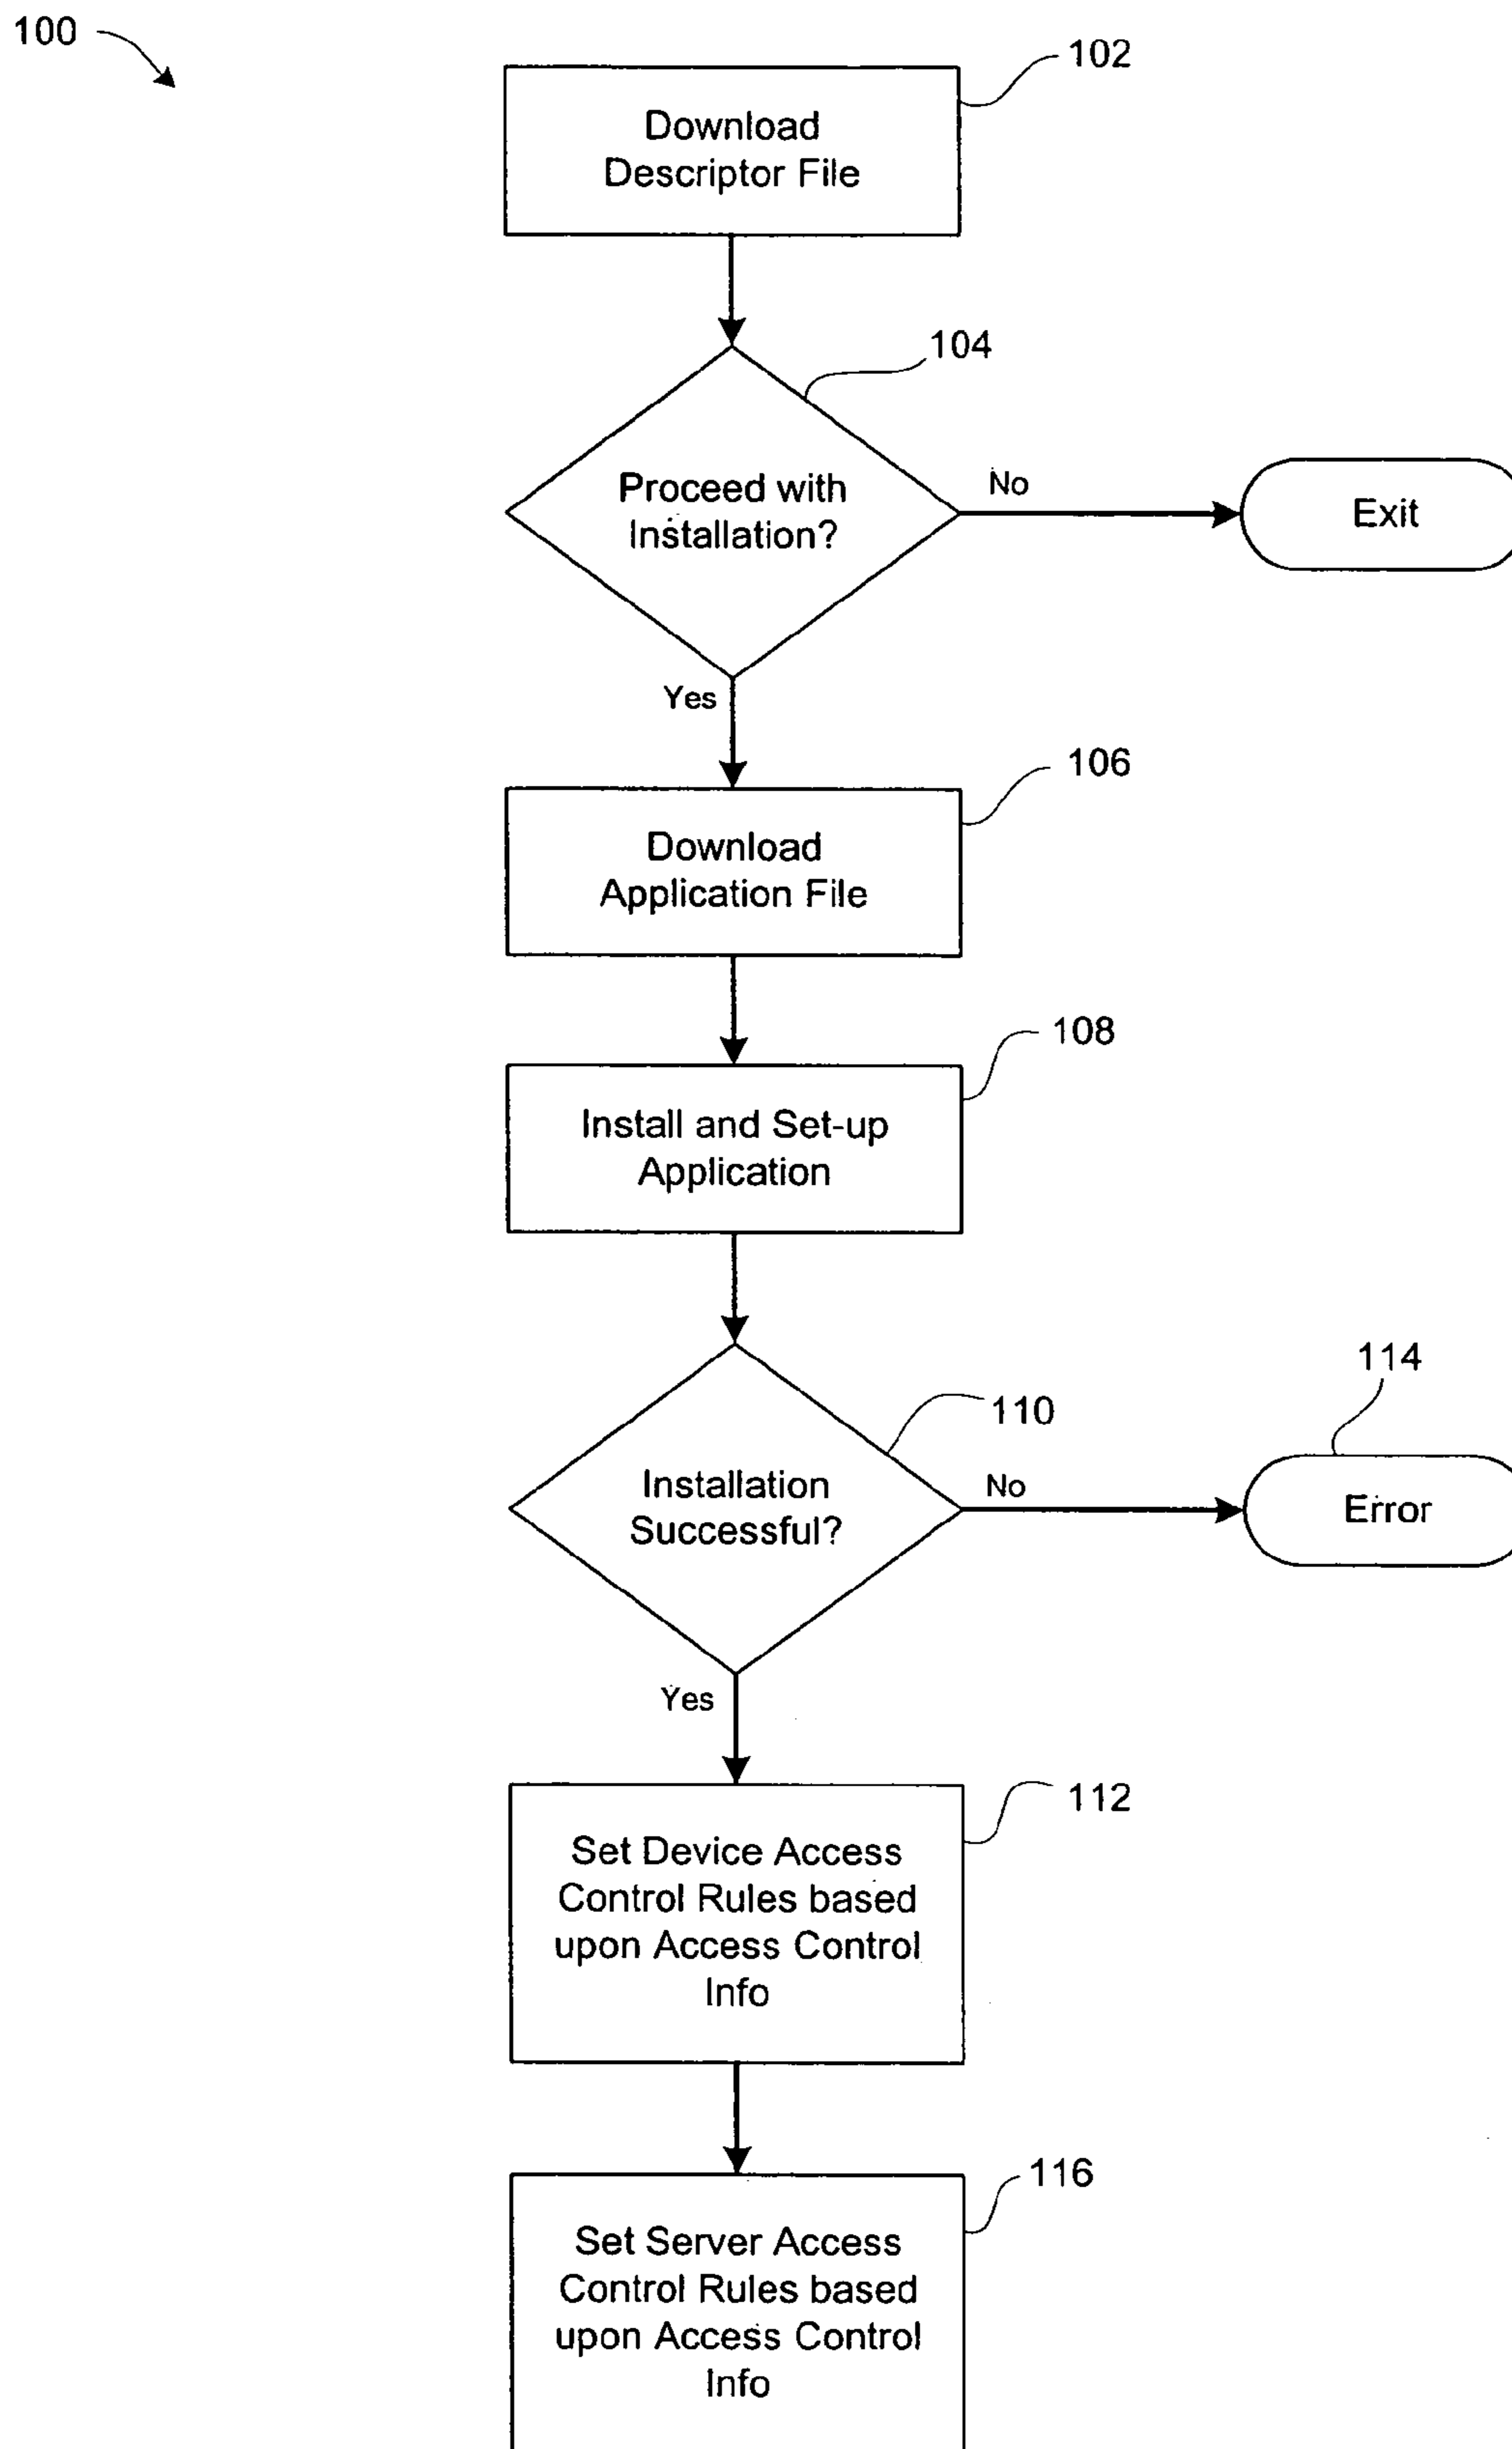 100
102
Download
Descriptor File
104
Proceed with
Installation?
No
Exit
Yes
106
Download
Application File
108
Install and Set-up
Application
110
114
Installation
Successful?
No
Error
Yes
112
Set Device Access
Control Rules based
upon Access Control
Info
116
Set Server Access
Control Rules based
upon Access Control
Info